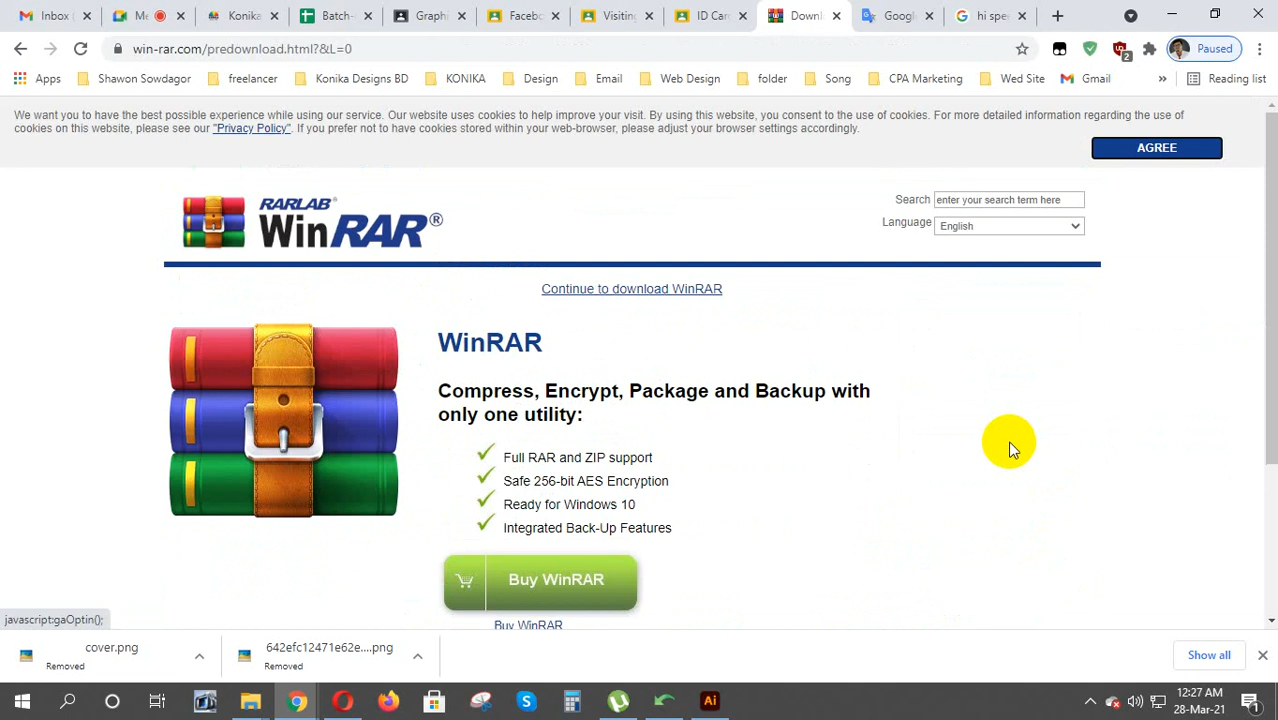 Inbox
Me
Konika
Batch-
Graphi
Facebo
Visiting
ID Car
Downl
Googl
hi spe
win-rar.com/predownload.html?&L=0
2
Paused
Apps
Shawon Sowdagor
freelancer
Konika Designs BD
KONIKA
Design
Email
Web Design
folder
Song
CPA Marketing
Wed Site
Gmail
»
Reading list
We want you to have the best possible experience while using our service. Our website uses cookies to help improve your visit. By using this website, you consent to the use of cookies. For more detailed information regarding the use of
cookies on this website, please see our "Privacy Policy". If you prefer not to have cookies stored within your web-browser, please adjust your browser settings accordingly.
AGREE
RARLAB®
WinRAR®
Search enter your search term here
Language English
Continue to download WinRAR
WinRAR
Compress, Encrypt, Package and Backup with
only one utility:
Full RAR and ZIP support
Safe 256-bit AES Encryption
Ready for Windows 10
Integrated Back-Up Features
Buy WinRAR
Buy WinRAR
javascript:gaOptin();
cover.png
Removed
642efc12471e62e....png
Removed
Show all
Ai
12:27 AM
28-Mar-21
1